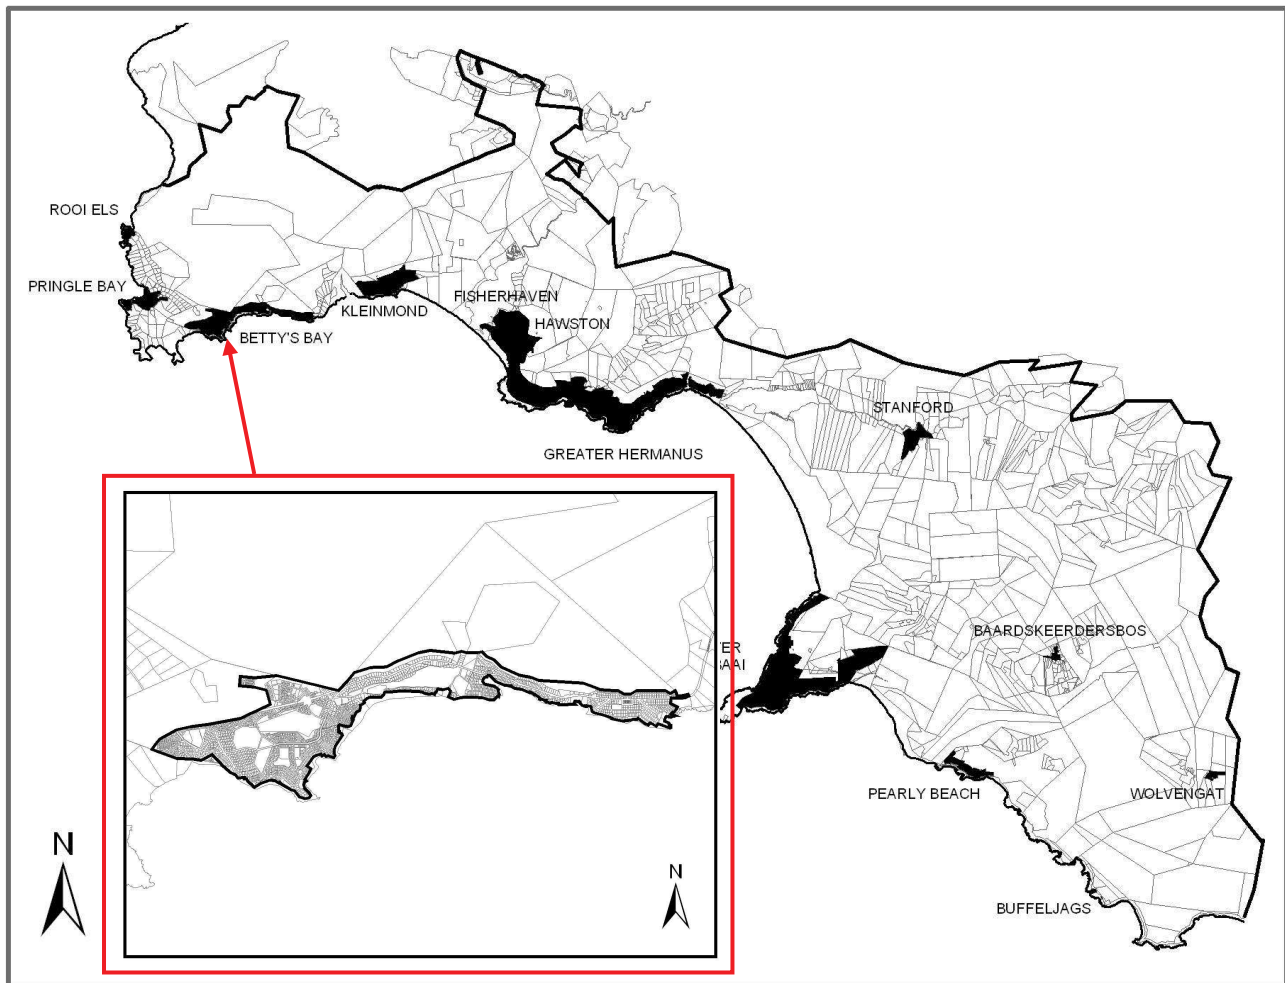 ROOI ELS
PRINGLE BAY
BETTY'S BAY
KLEINMOND
FISHERHAVEN
HAWSTON
GREATER HERMANUS
STANFORD
BAARDSKEERDERSBOS
PEARLY BEACH
WOLVENGAT
BUFFELJAGS
N
N